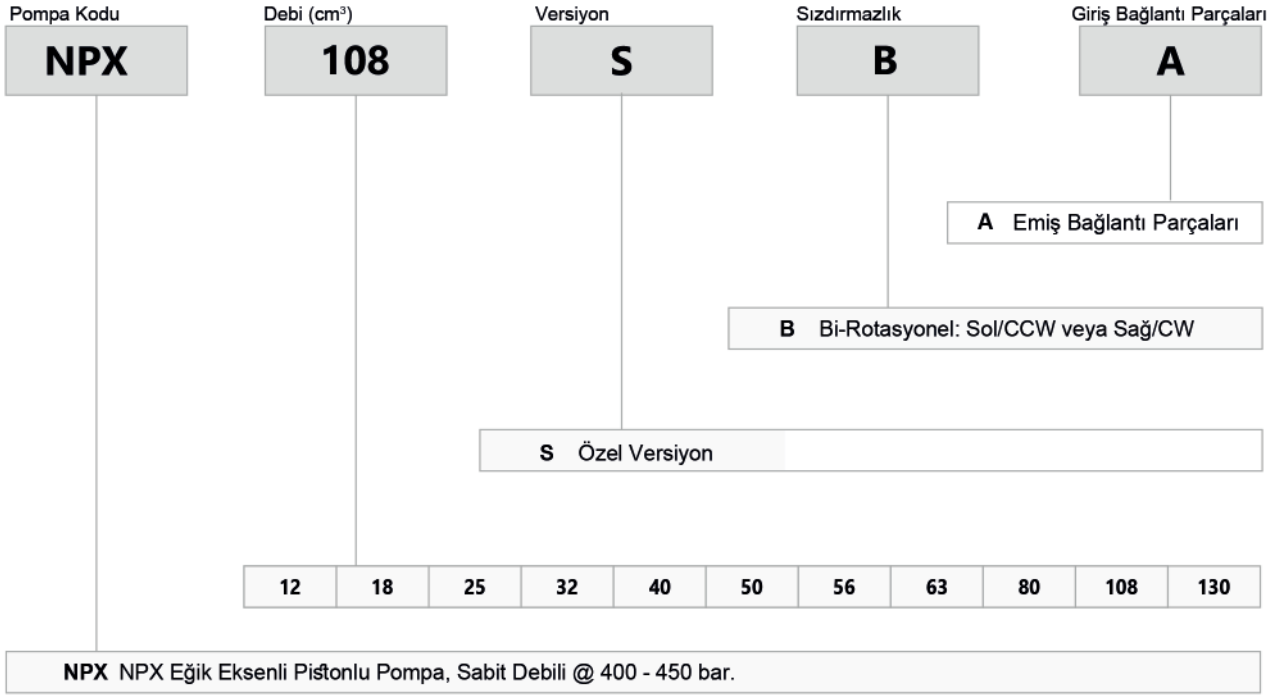 Pompa Kodu Debi (cm³) Versiyon Sızdırmazlık Giriş Bağlantı Parçaları
NPX 108 S B A
A Emiş Bağlantı Parçaları
B Bi-Rotasyonel: Sol/CCW veya Sağ/CW
S Özel Versiyon
12 18 25 32 40 50 56 63 80 108 130
NPX NPX Eğik Eksenli Pistonlu Pompa, Sabit Debili @ 400 - 450 bar.